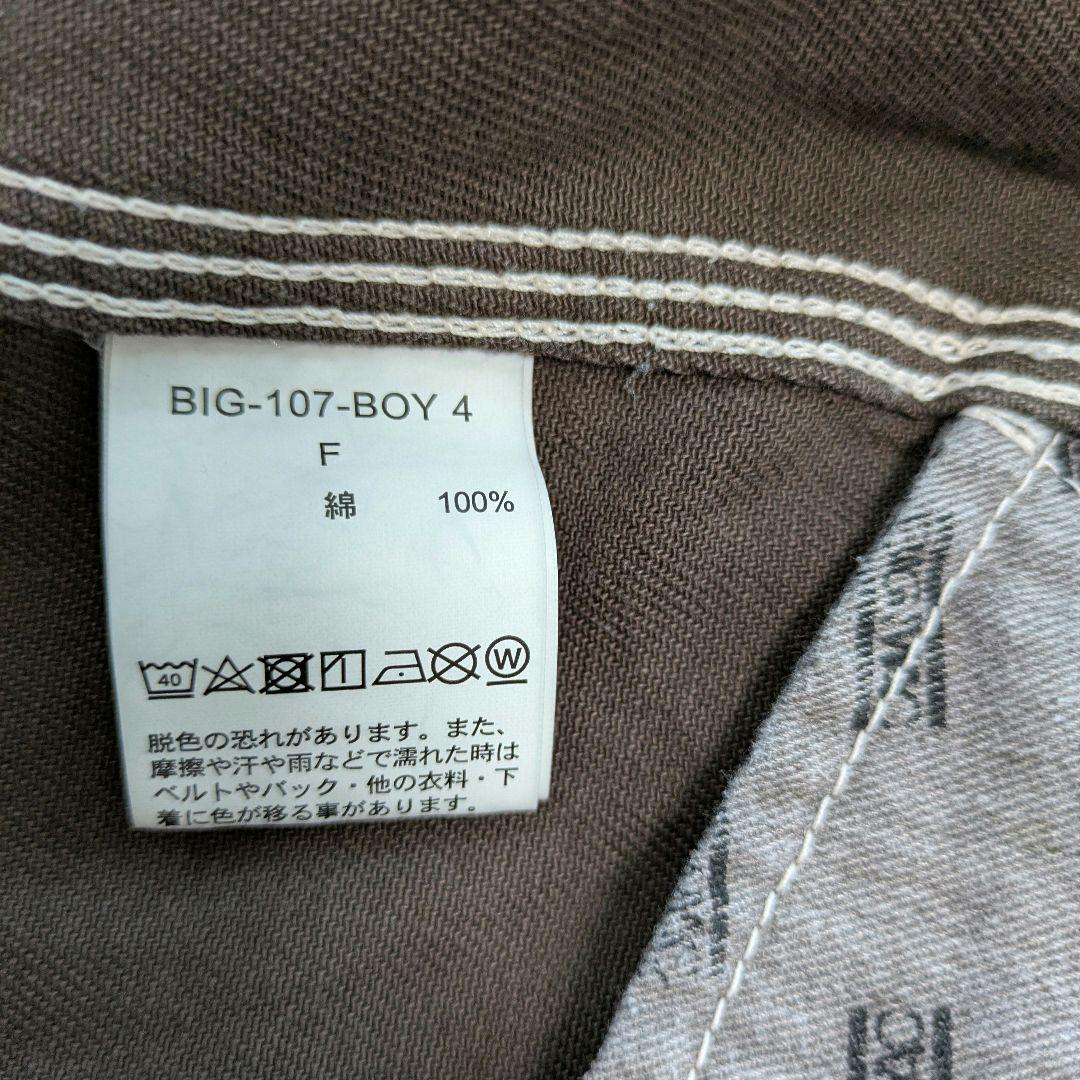 BIG-107-BOY 4
F
綿 100%
40
W
脱色の恐れがあります。また、
摩擦や汗や雨などで濡れた時は
ベルトやバック・他の衣料・下
着に色が移る事があります。